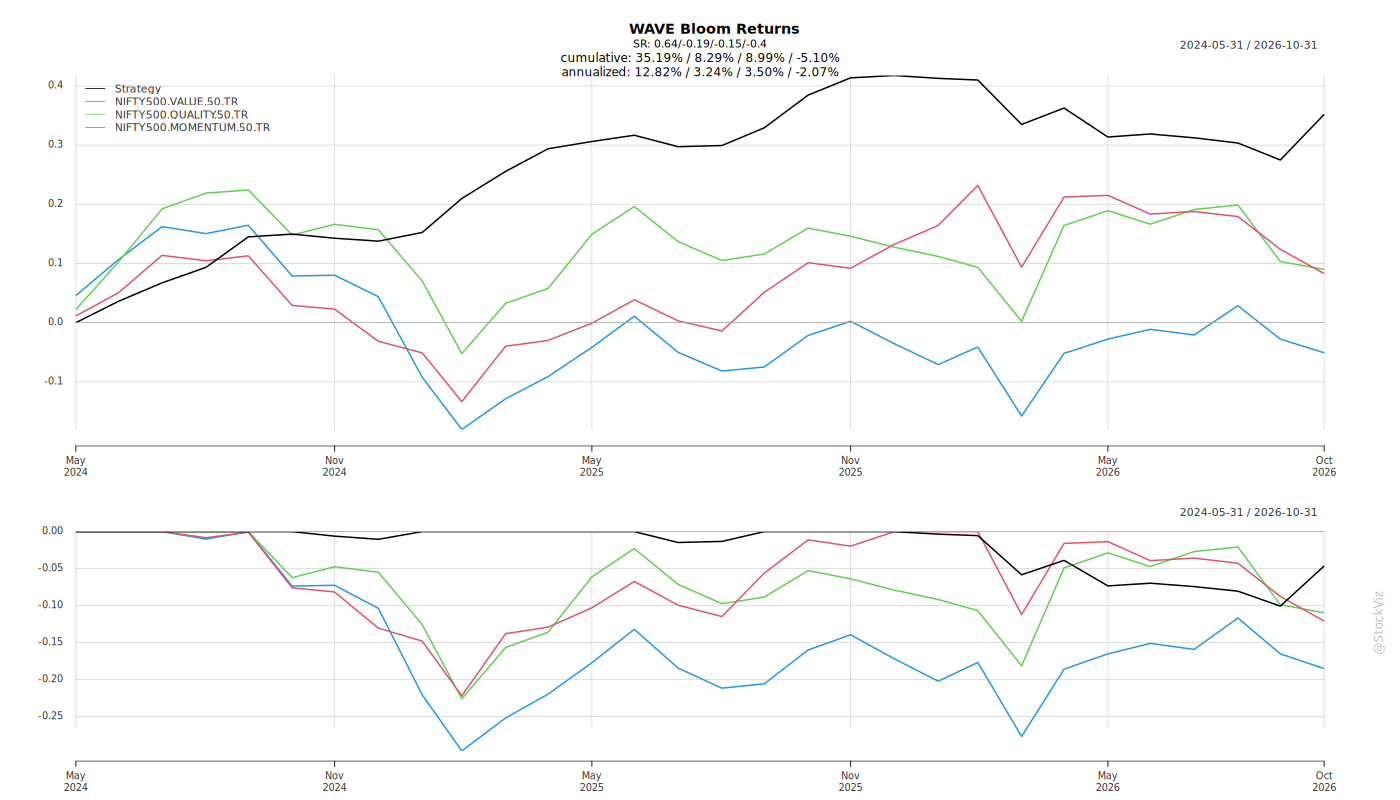 WAVE Bloom Returns
SR: 0.64/-0.19/-0.15/-0.4
cumulative: 35.19% / 8.29% / 8.99% / -5.10%
annualized: 12.82% / 3.24% / 3.50% / -2.07%
2024-05-31 / 2026-10-31
Strategy
NIFTY500.VALUE.50.TR
NIFTY500.QUALITY.50.TR
NIFTY500.MOMENTUM.50.TR
0.4
0.3
0.2
0.1
0.0
-0.1
May Nov May Nov May Oct
2024 2024 2025 2025 2026 2026
2024-05-31 / 2026-10-31
0.00
-0.05
-0.10
-0.15
-0.20
-0.25
May Nov May Nov May Oct
2024 2024 2025 2025 2026 2026
@StockViz